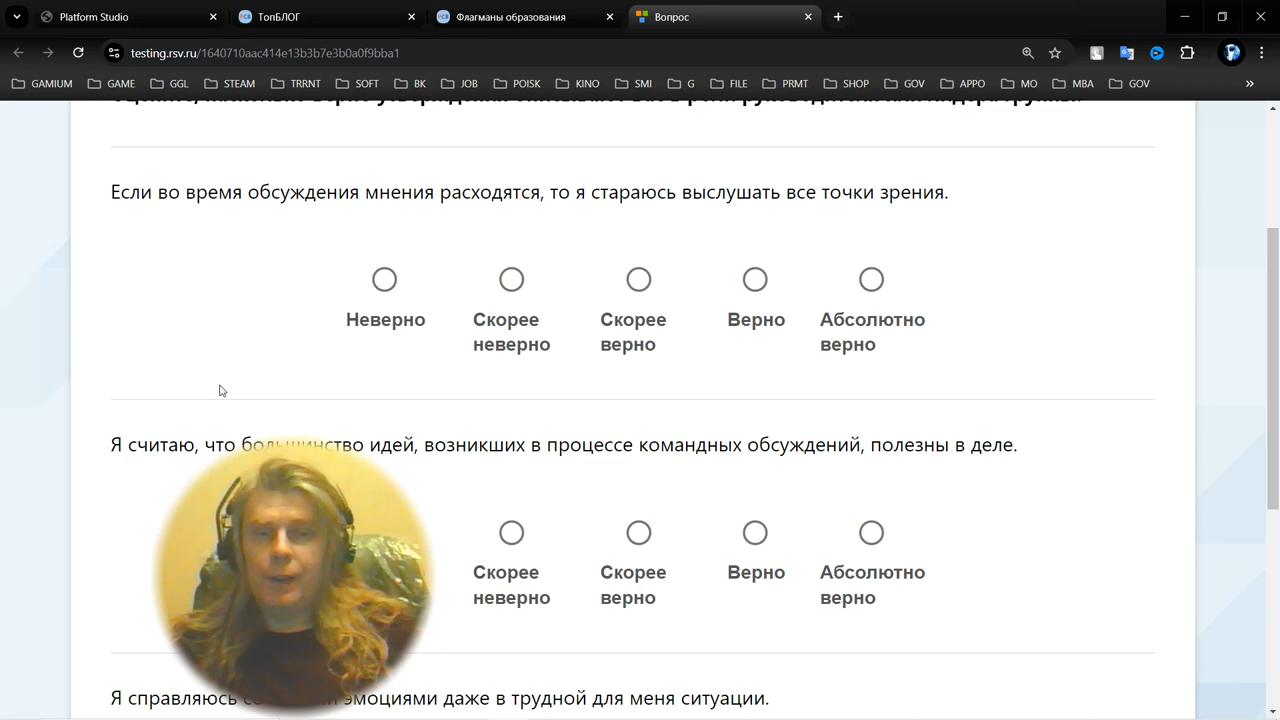 Platform Studio
ТопБЛОГ
Флагманы образования
Вопрос
testing.rsv.ru/1640710aac414e13b3b7e3b0a0f9bba1
GAMIUM GAME GGL STEAM TRRNT SOFT BK JOB POISK KINO SMI G FILE PRMT SHOP GOV APPO MO MBA GOV »
Если во время обсуждения мнения расходятся, то я стараюсь выслушать все точки зрения.
Неверно
Скорее неверно
Скорее верно
Верно
Абсолютно верно
Я считаю, что большинство идей, возникших в процессе командных обсуждений, полезны в деле.
Скорее неверно
Скорее верно
Верно
Абсолютно верно
Я справляюсь эмоциями даже в трудной для меня ситуации.